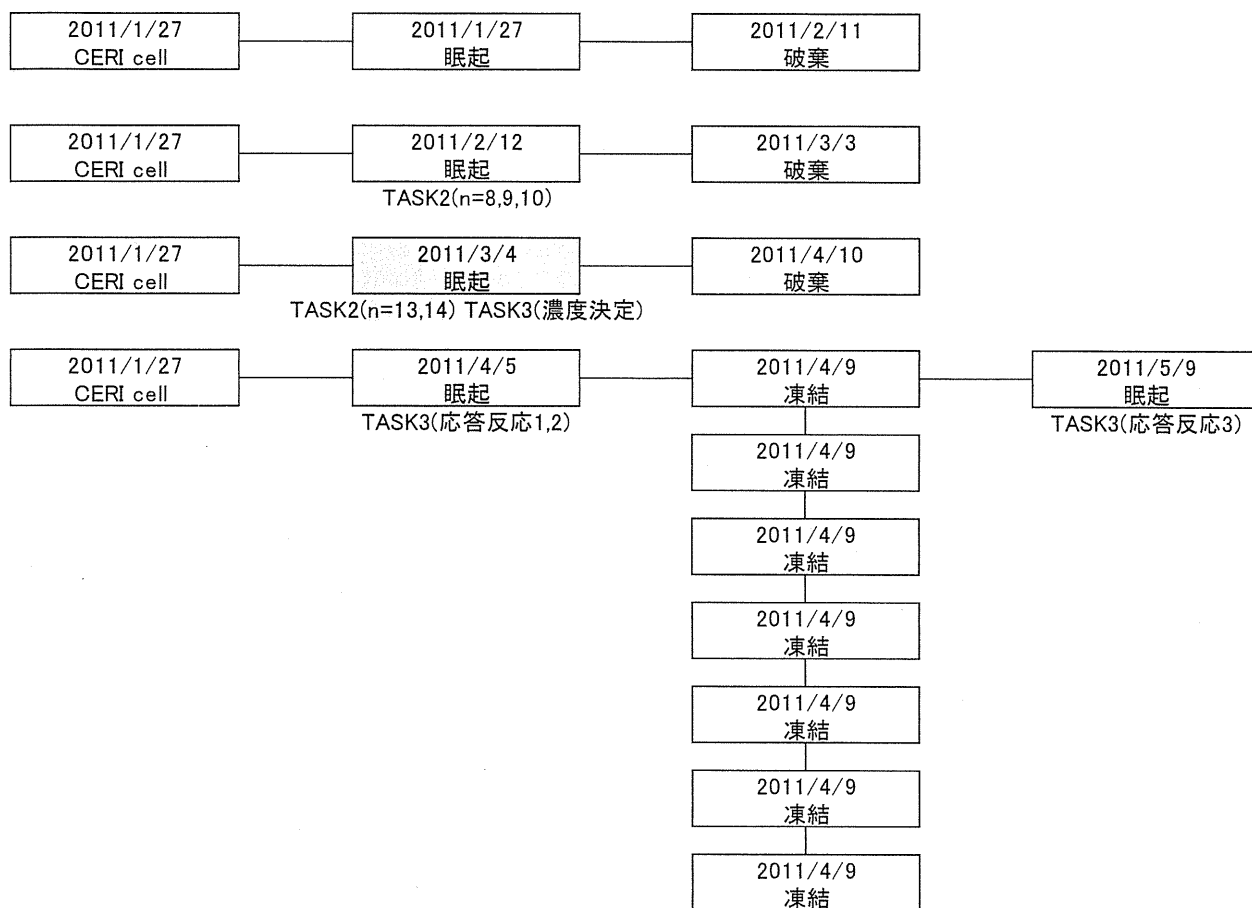 2011/1/27
CERI cell
2011/1/27
眠起
2011/2/11
破棄
2011/1/27
CERI cell
2011/2/12
眠起
2011/3/3
破棄
TASK2(n=8,9,10)
2011/1/27
CERI cell
2011/3/4
眠起
2011/4/10
破棄
TASK2(n=13,14) TASK3(濃度決定)
2011/1/27
CERI cell
2011/4/5
眠起
2011/4/9
凍結
2011/5/9
眠起
TASK3(応答反応1,2)
TASK3(応答反応3)
2011/4/9
凍結
2011/4/9
凍結
2011/4/9
凍結
2011/4/9
凍結
2011/4/9
凍結
2011/4/9
凍結